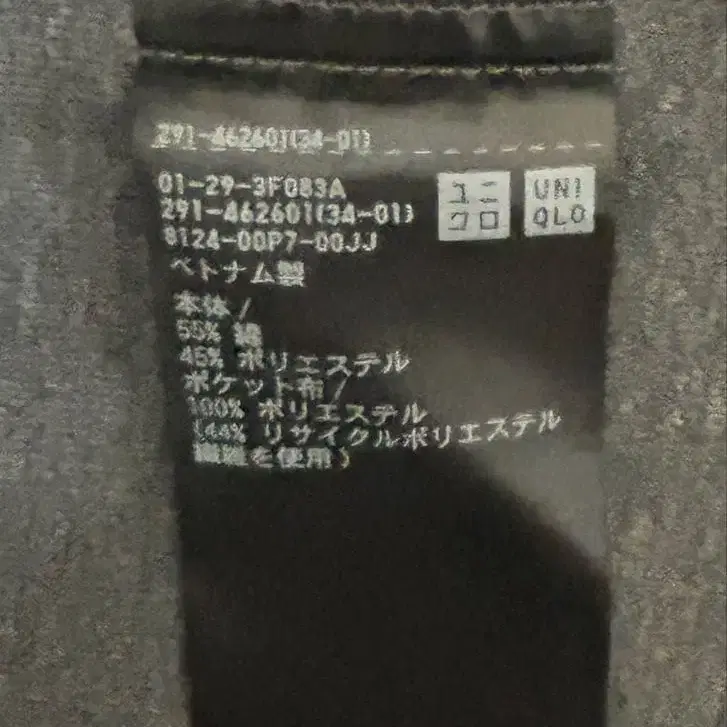 291-462601(34-01)
01-29-3F083A
291-462601(34-01)
8124-00P7-00JJ
ユニ
クロ
UNI
QLO
ベトナム製
本体/
55% 綿
45% ポリエステル
ポケット布/
100% ポリエステル
(44% リサイクルポリエステル
繊維を使用)